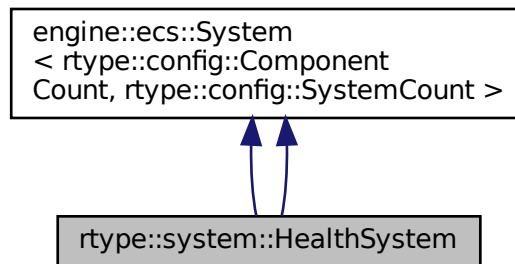 engine::ecs::System
< rtype::config::Component
Count, rtype::config::SystemCount >
rtype::system::HealthSystem